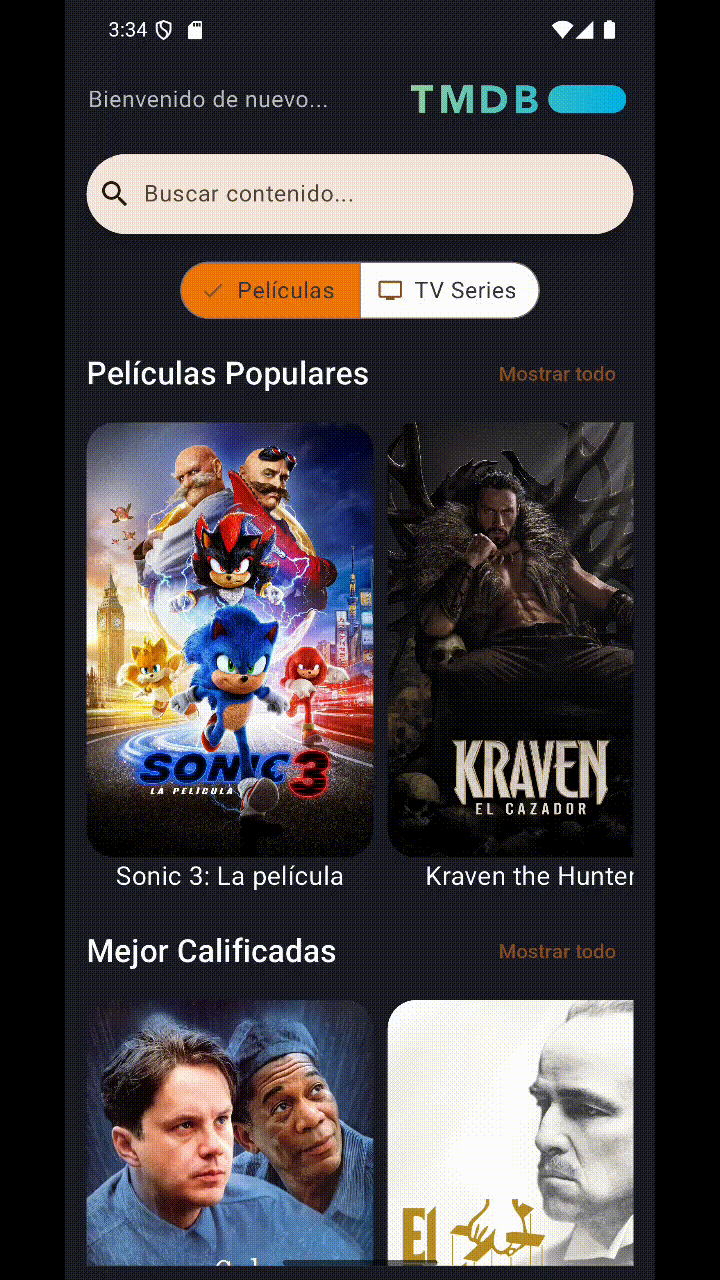 3:34
Bienvenido de nuevo...
TMDB
Buscar contenido...
Películas
TV Series
Películas Populares
Mostrar todo
SONIC 3
LA PELÍCULA
KRAVEN
EL CAZADOR
Sonic 3: La película
Kraven the Hunter
Mejor Calificadas
Mostrar todo
El